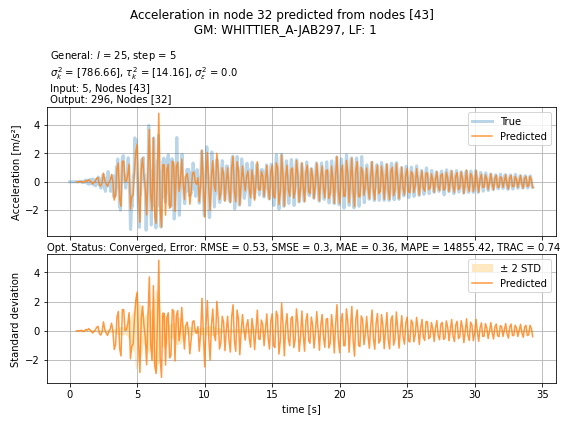 Acceleration in node 32 predicted from nodes [43]
GM: WHITTIER_A-JAB297, LF: 1
General: l = 25, step = 5
σ²ₖ = [786.66], τ²ₖ = [14.16], σ²ε = 0.0
Input: 5, Nodes [43]
Output: 296, Nodes [32]
Acceleration [m/s²]
4
2
0
−2
True
Predicted
Opt. Status: Converged, Error: RMSE = 0.53, SMSE = 0.3, MAE = 0.36, MAPE = 14855.42, TRAC = 0.74
Standard deviation
4
2
0
−2
± 2 STD
Predicted
0 5 10 15 20 25 30 35
time [s]